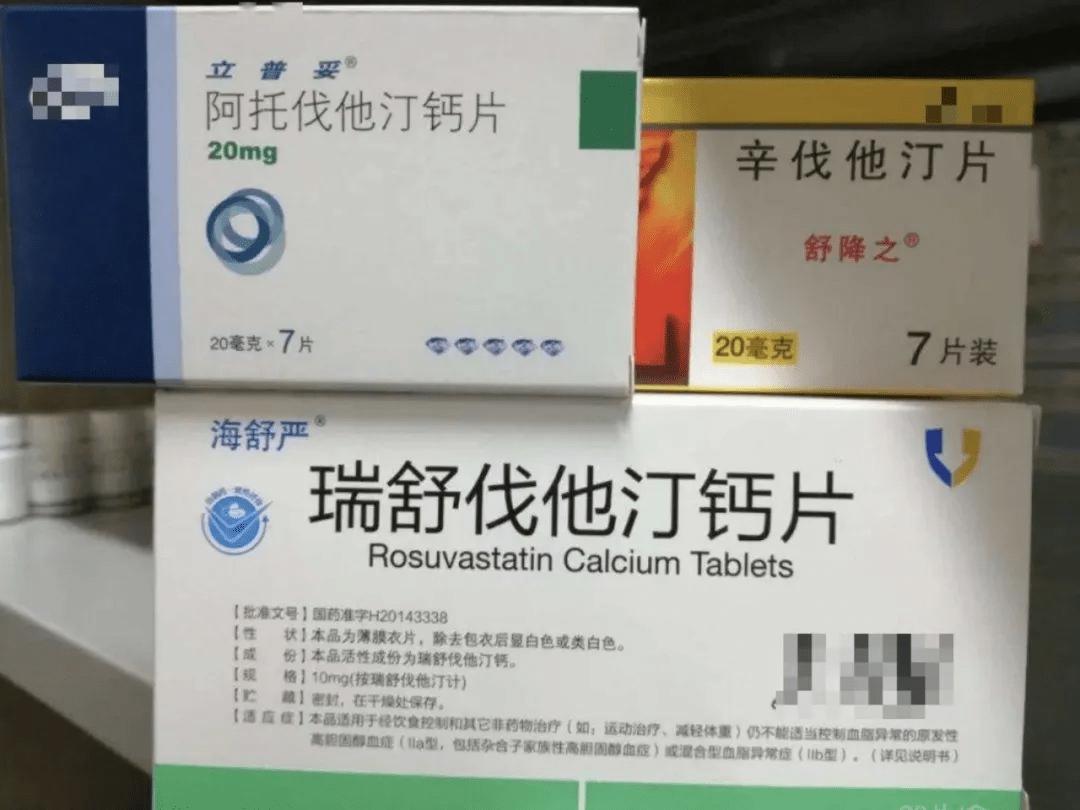 立普妥®
阿托伐他汀钙片
20mg
20毫克×7片
辛伐他汀片
舒降之®
20毫克
7片装
海舒严®
瑞舒伐他汀钙片
Rosuvastatin Calcium Tablets
【批准文号】国药准字H20143338
【性 状】本品为薄膜衣片，除去包衣后显白色或类白色。
【成 份】本品活性成份为瑞舒伐他汀钙。
【规 格】10mg(按瑞舒伐他汀计)
【贮 藏】密封，在干燥处保存。
【适应症】本品适用于经饮食控制和其它非药物治疗（如：运动治疗、减轻体重）仍不能适当控制血脂异常的原发性
高胆固醇血症（IIa型，包括杂合子家族性高胆固醇血症）或混合型血脂异常症（IIb型）。（详见说明书）